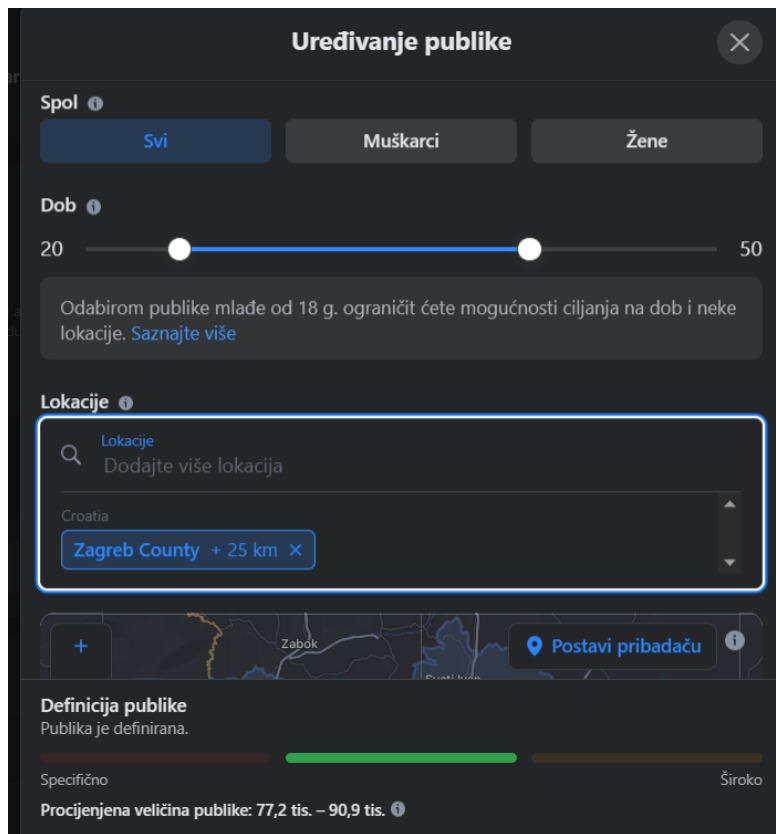 Uređivanje publike
Spol
Svi
Muškarci
Žene
Dob
20
50
Odabirom publike mlađe od 18 g. ograničit ćete mogućnosti ciljanja na dob i neke
lokacije. Saznajte više
Lokacije
Lokacije
Dodajte više lokacija
Croatia
Zagreb County + 25 km
Zabok
Postavi pribadaču
Definicija publike
Publika je definirana.
Specifično
Široko
Procijenjena veličina publike: 77,2 tis. – 90,9 tis.